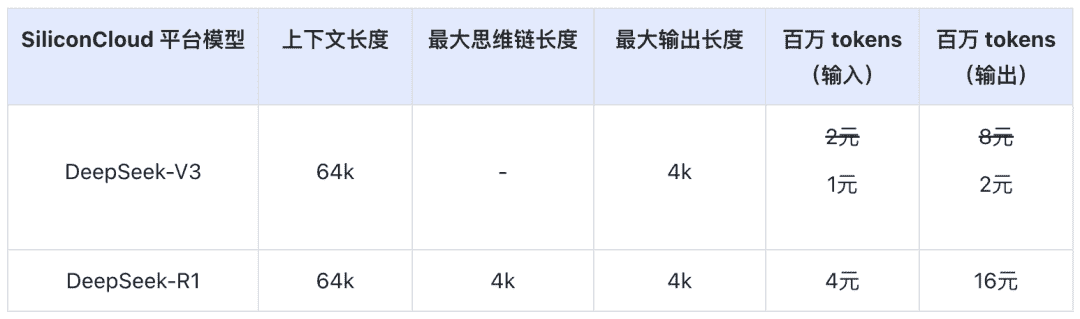 SiliconCloud 平台模型 上下文长度 最大思维链长度 最大输出长度 百万 tokens（输入） 百万 tokens（输出）
DeepSeek-V3 64k - 4k 2元 8元
1元 2元
DeepSeek-R1 64k 4k 4k 4元 16元